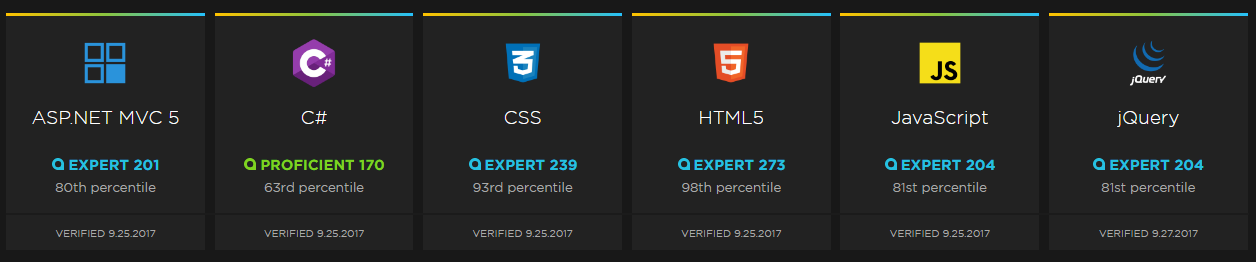 C#
3
5
JS
jQuery
ASP.NET MVC 5
EXPERT 201
80th percentile
VERIFIED 9.25.2017
C#
PROFICIENT 170
63rd percentile
VERIFIED 9.25.2017
CSS
EXPERT 239
93rd percentile
VERIFIED 9.25.2017
HTML5
EXPERT 273
98th percentile
VERIFIED 9.25.2017
JavaScript
EXPERT 204
81st percentile
VERIFIED 9.25.2017
jQuery
EXPERT 204
81st percentile
VERIFIED 9.27.2017